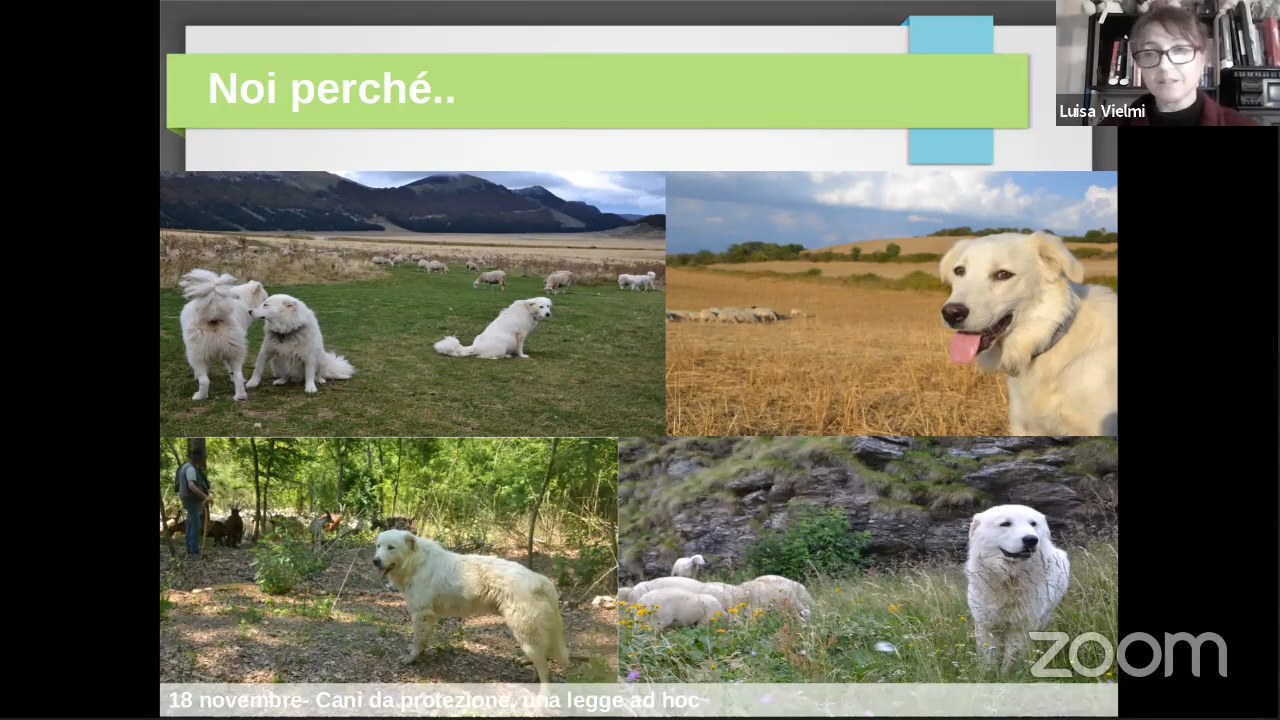 Noi perché..
Luisa Vielmi
18 novembre- Cani da protezione, una legge ad hoc
zoom